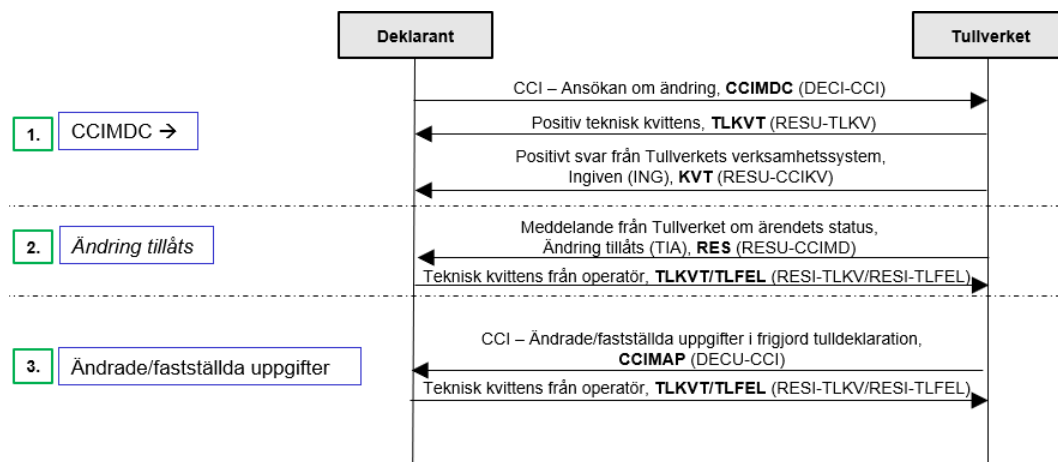 Deklarant
Tullverket
CCI – Ansökan om ändring, CCIMDC (DECI-CCI)
1.
CCIMDC →
Positiv teknisk kvittens, TLKVT (RESU-TLKV)
Positivt svar från Tullverkets verksamhetssystem,
Ingiven (ING), KVT (RESU-CCIKV)
2.
Ändring tillåts
Meddelande från Tullverket om ärendets status,
Ändring tillåts (TIA), RES (RESU-CCIMD)
Teknisk kvittens från operatör, TLKVT/TLFEL (RESI-TLKV/RESI-TLFEL)
3.
Ändrade/fastställda uppgifter
CCI – Ändrade/fastställda uppgifter i frigjord tulldeklaration,
CCIMAP (DECU-CCI)
Teknisk kvittens från operatör, TLKVT/TLFEL (RESI-TLKV/RESI-TLFEL)